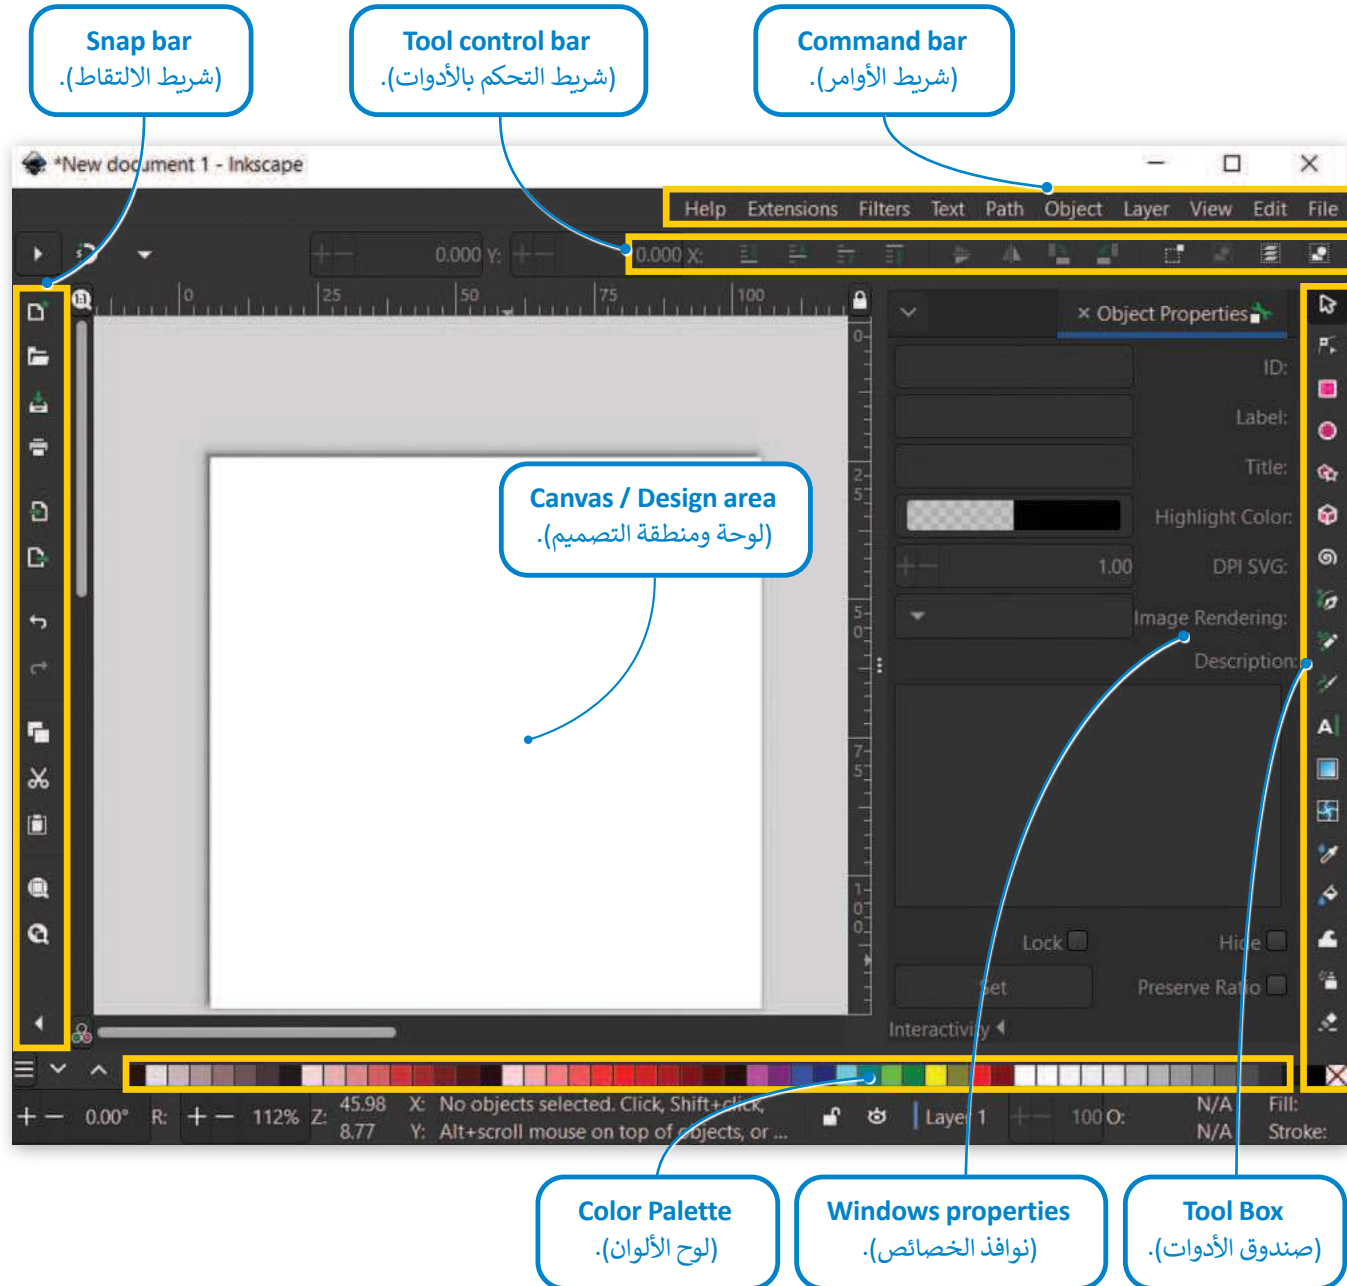 Snap bar
(شريط الالتقاط).
Tool control bar
(شريط التحكم بالأدوات).
Command bar
(شريط الأوامر).
*New document 1 - Inkscape
Help Extensions Filters Text Path Object Layer View Edit File
0.000 Y: 0.000 X:
0 25 50 75 100
× Object Properties
ID:
Label:
Title:
Highlight Color:
1.00 DPI SVG:
Image Rendering:
Description:
Lock Hide
Set Preserve Ratio
Interactivity
0
25
50
75
100
Canvas / Design area
(لوحة ومنطقة التصميم).
A
+ − 0.00° R: + − 112% Z: 45.98 X: No objects selected. Click, Shift+click, Layer 1 + − 100 O: N/A Fill:
8.77 Y: Alt+scroll mouse on top of objects, or ... N/A Stroke:
Color Palette
(لوح الألوان).
Windows properties
(نوافذ الخصائص).
Tool Box
(صندوق الأدوات).